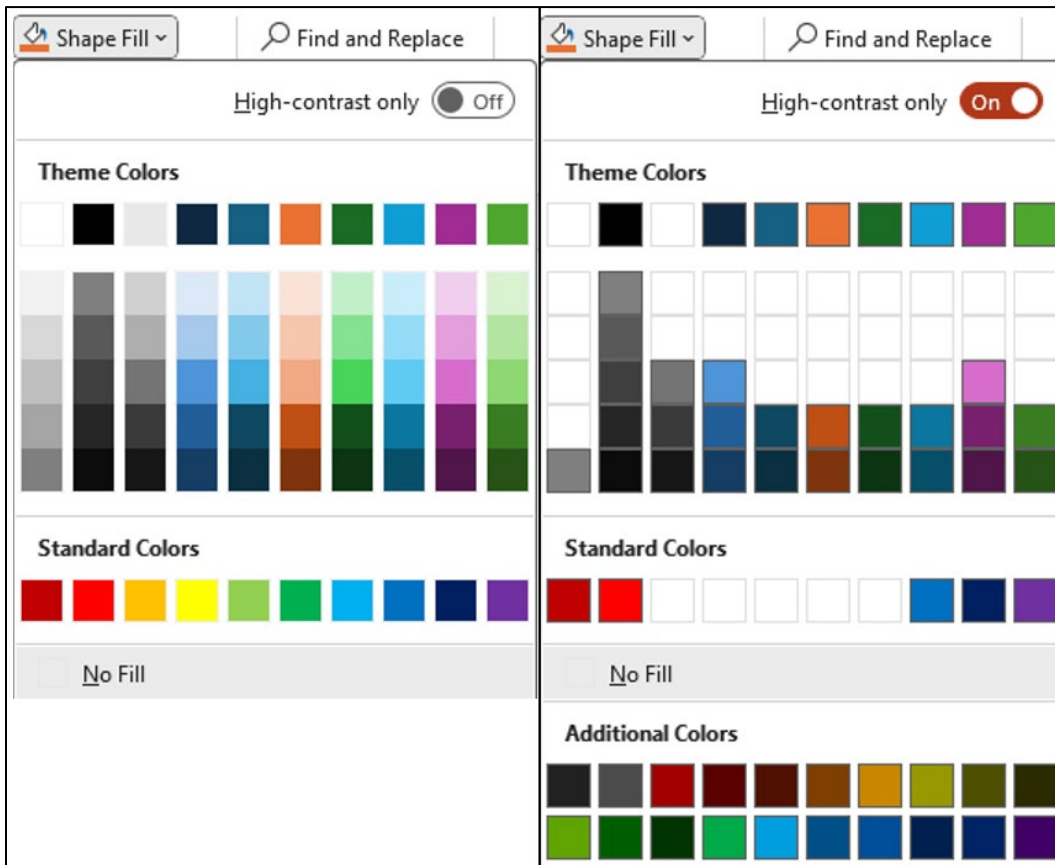 Shape Fill
Find and Replace
High-contrast only Off
Theme Colors
Standard Colors
No Fill
Shape Fill
Find and Replace
High-contrast only On
Theme Colors
Standard Colors
No Fill
Additional Colors